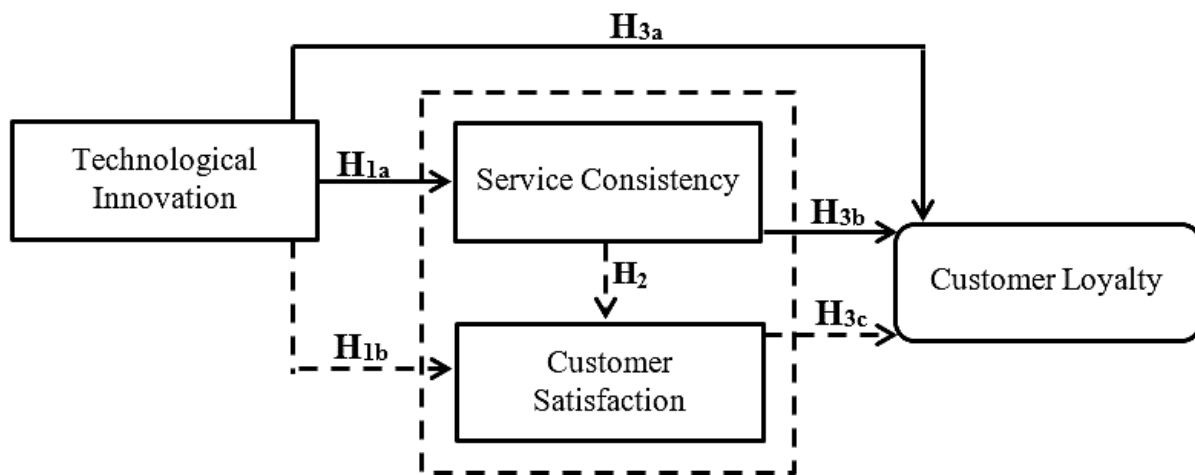 H3a
Technological
Innovation
H1a
Service Consistency
H3b
Customer Loyalty
H2
H1b
Customer
Satisfaction
H3c